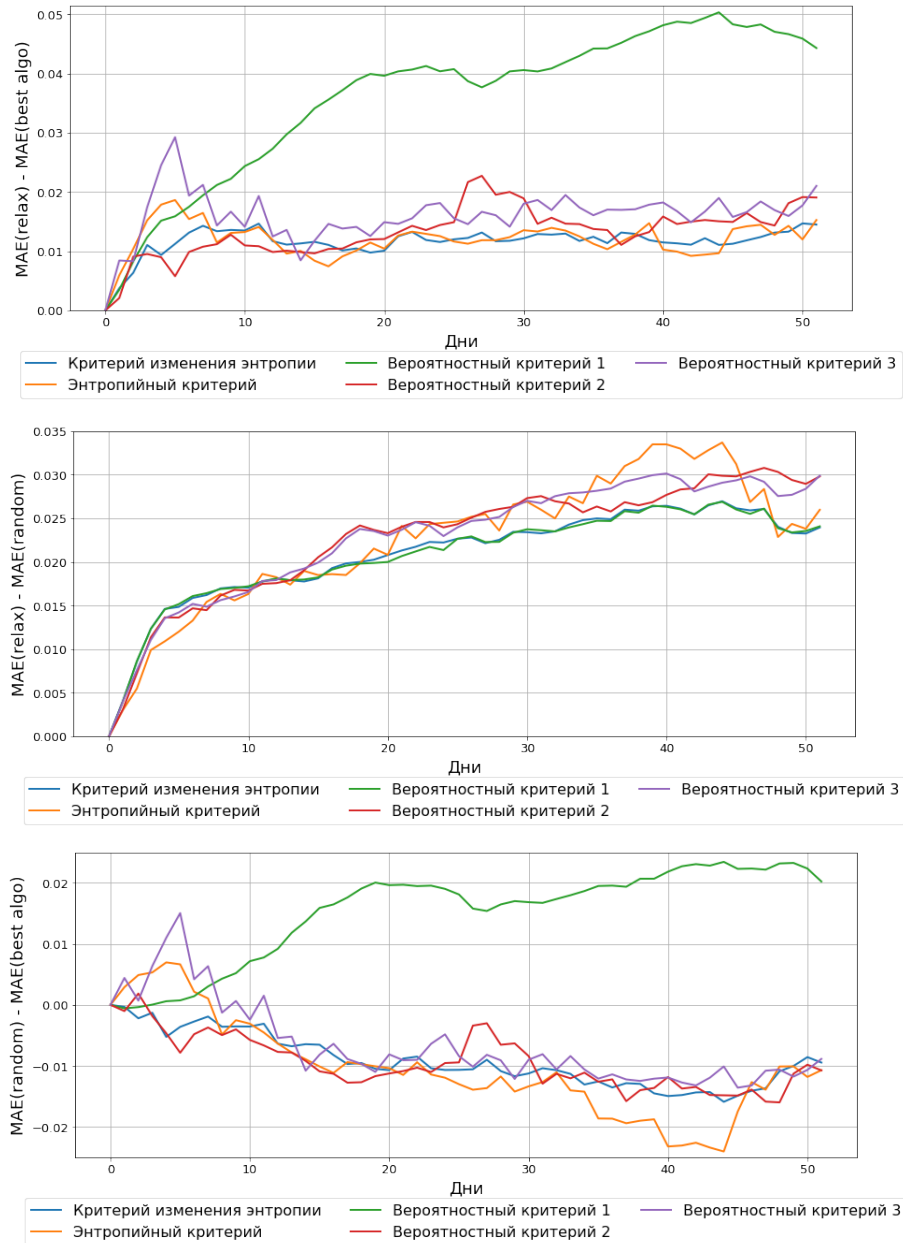 MAE(relax) - MAE(best algo)
0.05
0.04
0.03
0.02
0.01
0.00
0 10 20 30 40 50
Дни
Критерий изменения энтропии Вероятностный критерий 1 Вероятностный критерий 3
Энтропийный критерий Вероятностный критерий 2
MAE(relax) - MAE(random)
0.035
0.030
0.025
0.020
0.015
0.010
0.005
0.000
0 10 20 30 40 50
Дни
Критерий изменения энтропии Вероятностный критерий 1 Вероятностный критерий 3
Энтропийный критерий Вероятностный критерий 2
MAE(random) - MAE(best algo)
0.02
0.01
0.00
−0.01
−0.02
0 10 20 30 40 50
Дни
Критерий изменения энтропии Вероятностный критерий 1 Вероятностный критерий 3
Энтропийный критерий Вероятностный критерий 2